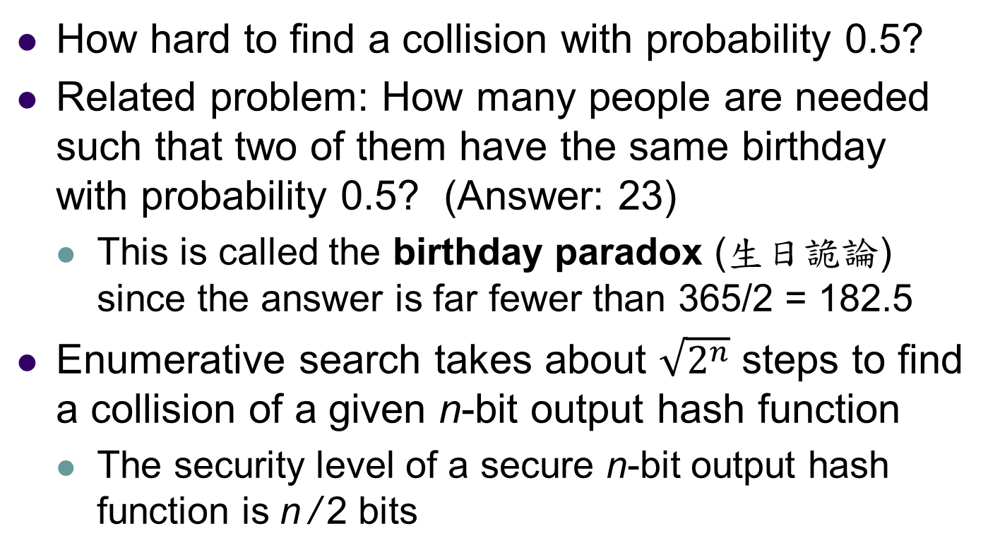 ● How hard to find a collision with probability 0.5?
● Related problem: How many people are needed
such that two of them have the same birthday
with probability 0.5?  (Answer: 23)
● This is called the birthday paradox (生日詭論)
since the answer is far fewer than 365/2 = 182.5
● Enumerative search takes about √2ⁿ steps to find
a collision of a given n-bit output hash function
● The security level of a secure n-bit output hash
function is n/2 bits